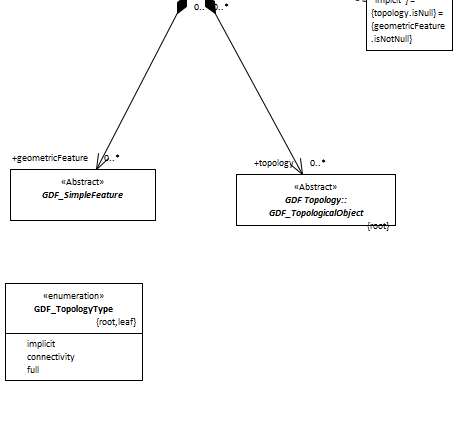 0..* 0..*
"implicit"} =
{topology.isNull} =
{geometricFeature
.isNotNull}
+geometricFeature 0..*
+topology 0..*
«Abstract»
GDF_SimpleFeature
«Abstract»
GDF Topology::
GDF_TopologicalObject
{root}
«enumeration»
GDF_TopologyType
{root,leaf}
implicit
connectivity
full